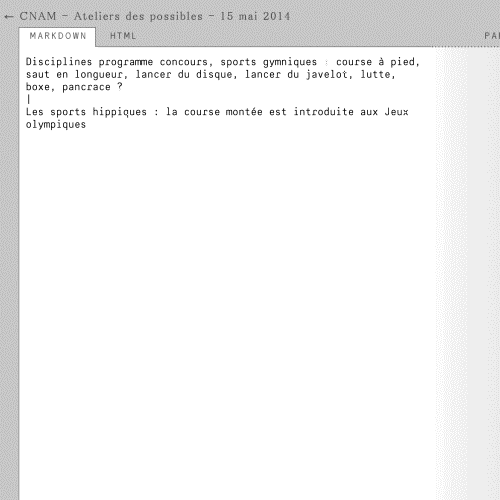 ← CNAM – Ateliers des possibles – 15 mai 2014
MARKDOWN HTML PA
Disciplines programme concours, sports gymniques : course à pied,
saut en longueur, lancer du disque, lancer du javelot, lutte,
boxe, pancrace ?
Les sports hippiques : la course montée est introduite aux Jeux
olympiques